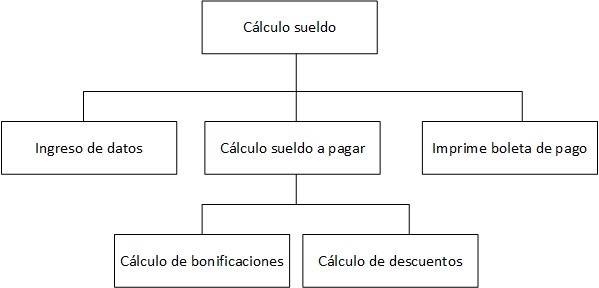 Cálculo sueldo
Ingreso de datos
Cálculo sueldo a pagar
Imprime boleta de pago
Cálculo de bonificaciones
Cálculo de descuentos